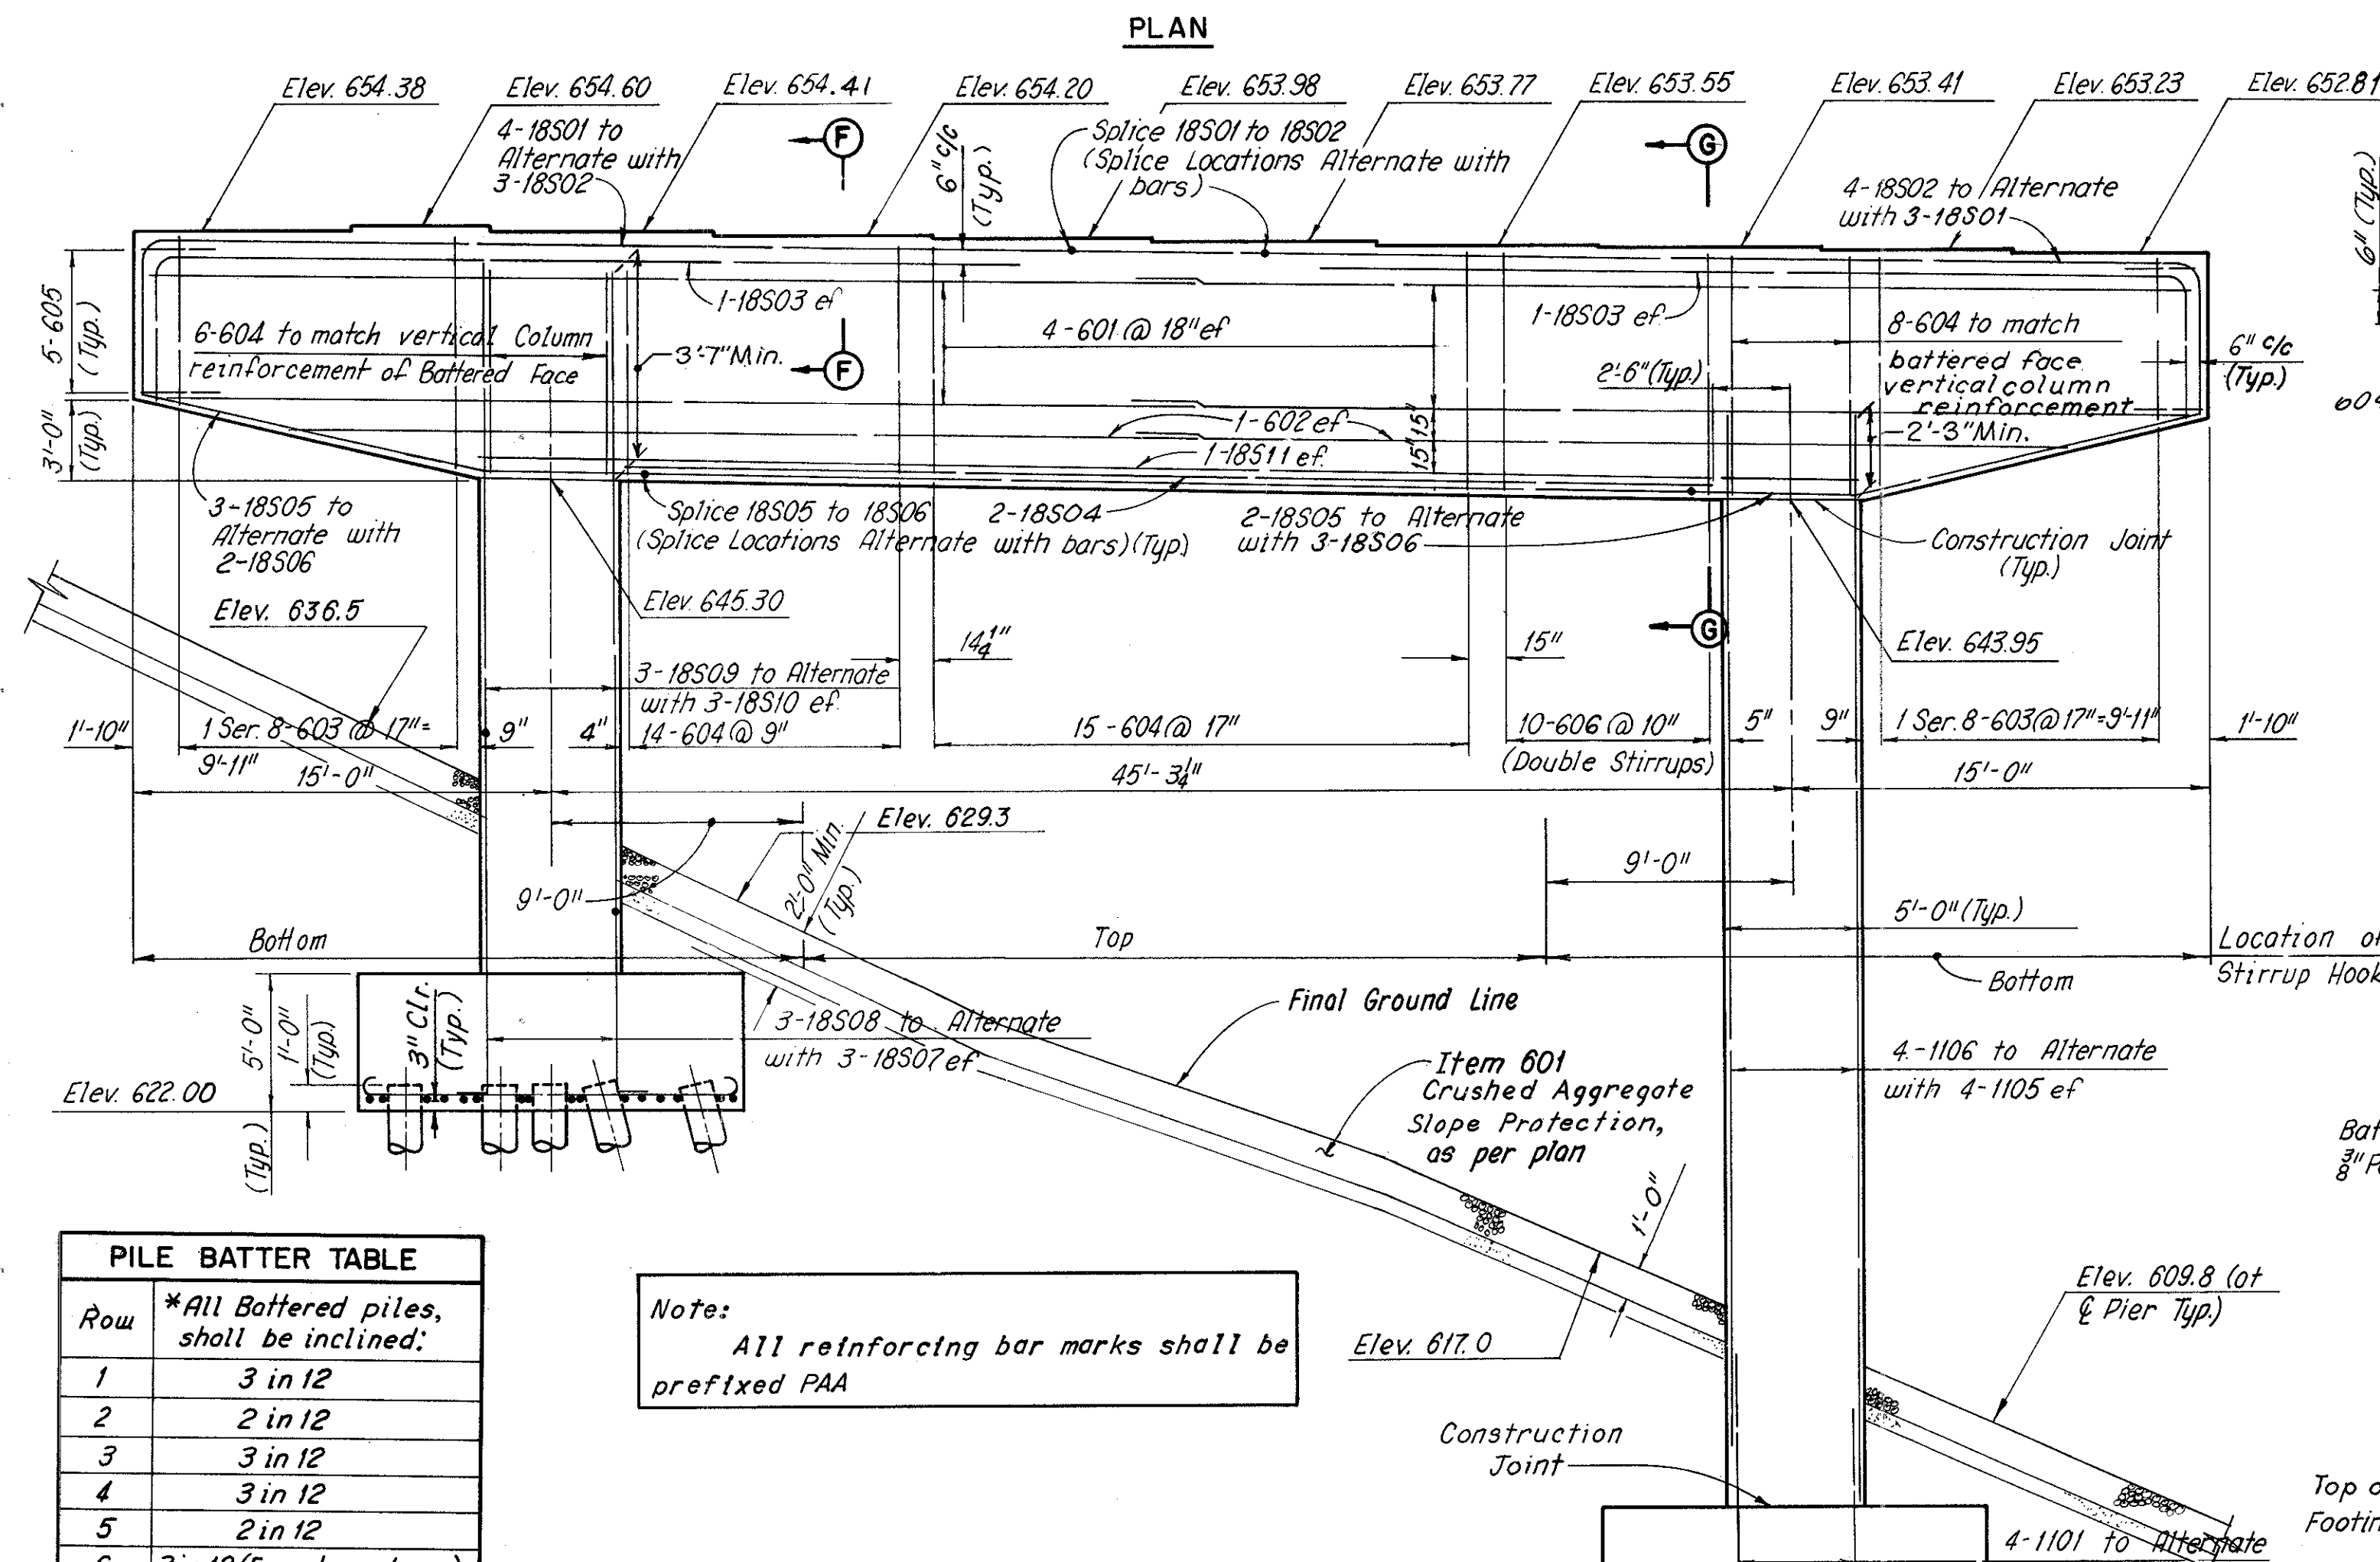 PLAN
Elev. 654.38
Elev. 654.60
Elev. 654.41
Elev. 654.20
Elev. 653.98
Elev. 653.77
Elev. 653.55
Elev. 653.41
Elev. 653.23
Elev. 652.81
4-18S01 to
Alternate with
3-18S02
F
6" c/c
(Typ.)
Splice 18S01 to 18S02
(Splice Locations Alternate with
bars)
G
4-18S02 to Alternate
with 3-18S01
6" (Typ.)
5-605
(Typ.)
3'-0"
(Typ.)
6-604 to match vertical Column
reinforcement of Battered Face
1-18S03 ef
3'-7" Min.
F
4-601 @ 18" ef
1-18S03 ef
2'-6" (Typ.)
8-604 to match
battered face
vertical column
reinforcement
2'-3" Min.
6" c/c
(Typ.)
604
1-602 ef
1-18S11 ef.
15"
15"
3-18S05 to
Alternate with
2-18S06
Splice 18S05 to 18S06
(Splice Locations Alternate with bars)(Typ)
2-18S04
2-18S05 to Alternate
with 3-18S06
Construction Joint
(Typ.)
Elev. 636.5
Elev. 645.30
G
Elev. 643.95
14 1/4"
15"
3-18S09 to Alternate
with 3-18S10 ef.
1'-10"
1 Ser. 8-603 @ 17"=
9'-11"
9"
4"
14-604 @ 9"
15-604 @ 17"
10-606 @ 10"
(Double Stirrups)
5"
9"
1 Ser. 8-603 @ 17"=9'-11"
1'-10"
15'-0"
45'-3 1/4"
15'-0"
Elev. 629.3
2'-0" Min.
(Typ.)
9'-0"
9'-0"
5'-0" (Typ.)
Bottom
Top
Bottom
Location of
Stirrup Hook
5'-0"
(Typ.)
1'-0"
(Typ.)
3" Clr.
(Typ.)
Elev. 622.00
3-18S08 to Alternate
with 3-18S07 ef
Final Ground Line
Item 601
Crushed Aggregate
Slope Protection,
as per plan
4-1106 to Alternate
with 4-1105 ef
1'-0"
PILE BATTER TABLE
Row
*All Battered piles,
shall be inclined:
1 3 in 12
2 2 in 12
3 3 in 12
4 3 in 12
5 2 in 12
Note:
All reinforcing bar marks shall be
prefixed PAA
Elev. 617.0
Elev. 609.8 (at
℄ Pier Typ.)
Construction
Joint
Top o
Footin
4-1101 to Alternate